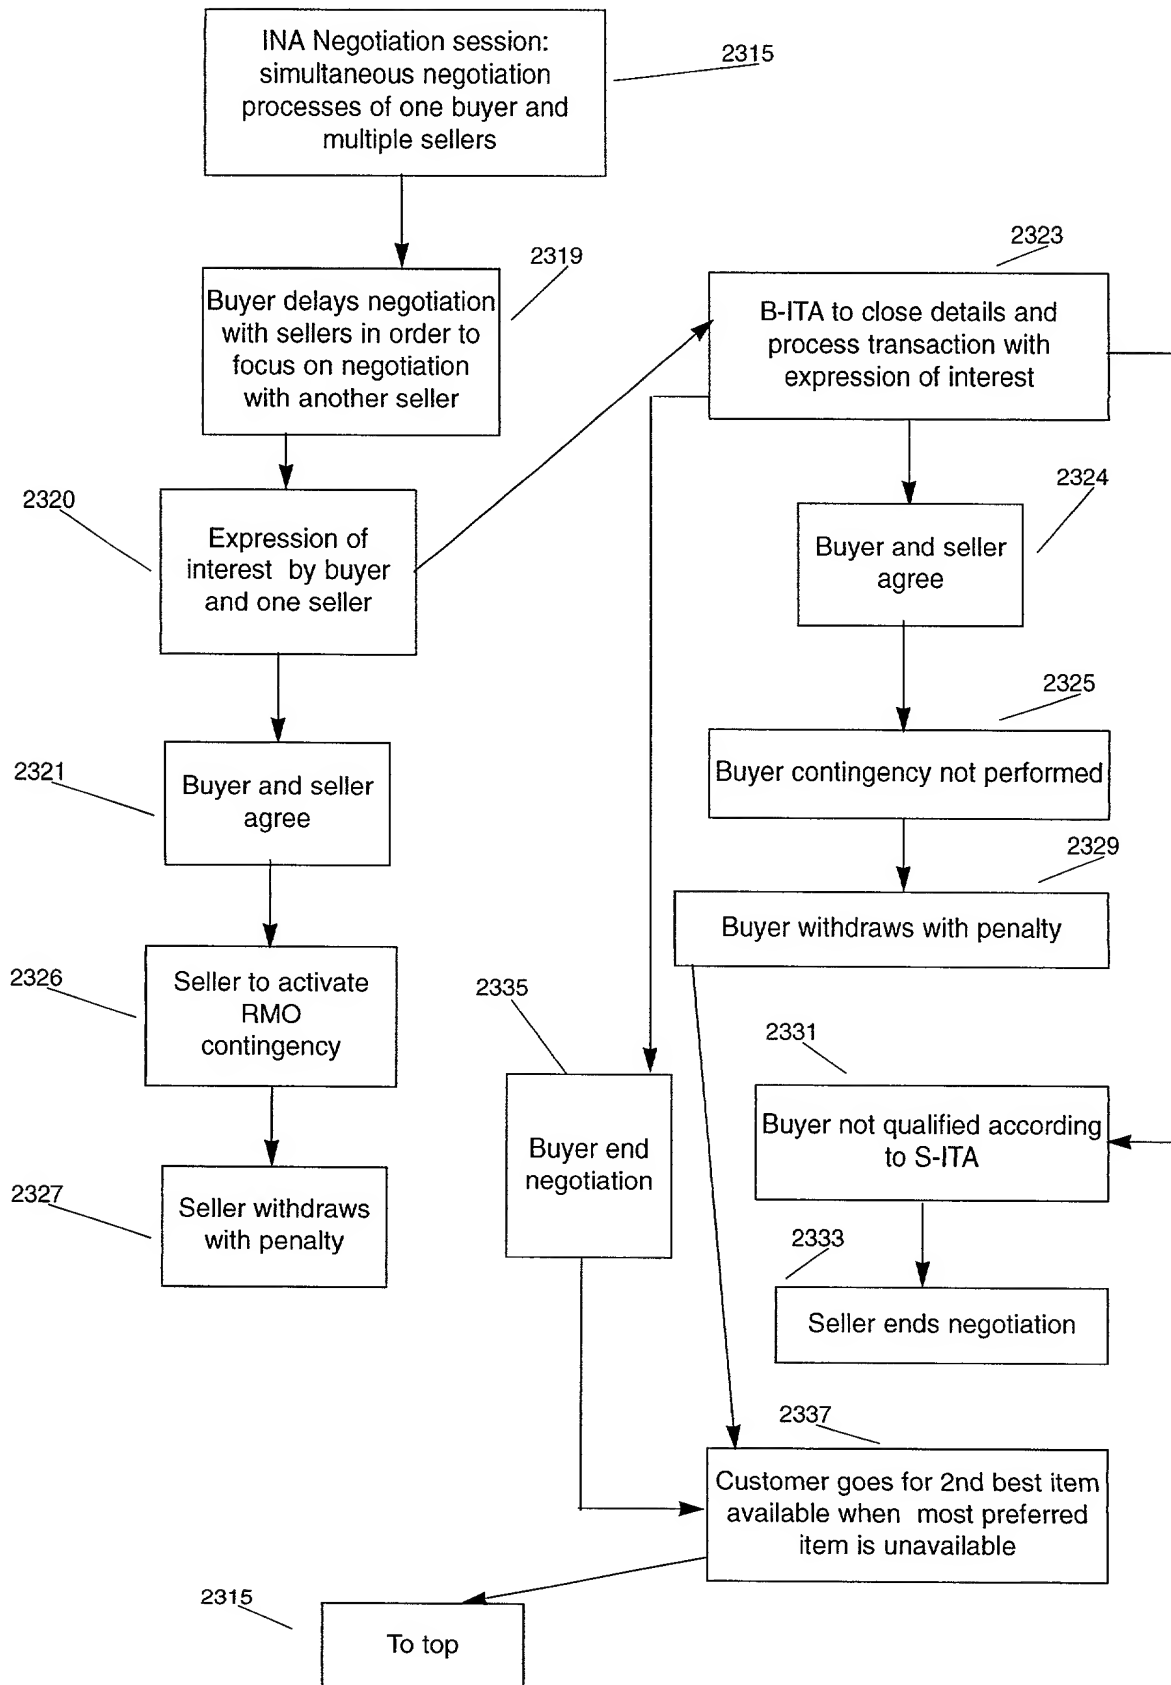 INA Negotiation session:
simultaneous negotiation
processes of one buyer and
multiple sellers
2315
2319
Buyer delays negotiation
with sellers in order to
focus on negotiation
with another seller
2323
B-ITA to close details and
process transaction with
expression of interest
2320
Expression of
interest by buyer
and one seller
2324
Buyer and seller
agree
2321
Buyer and seller
agree
2325
Buyer contingency not performed
2329
Buyer withdraws with penalty
2326
Seller to activate
RMO
contingency
2335
Buyer end
negotiation
2331
Buyer not qualified according
to S-ITA
2327
Seller withdraws
with penalty
2333
Seller ends negotiation
2337
Customer goes for 2nd best item
available when most preferred
item is unavailable
2315
To top